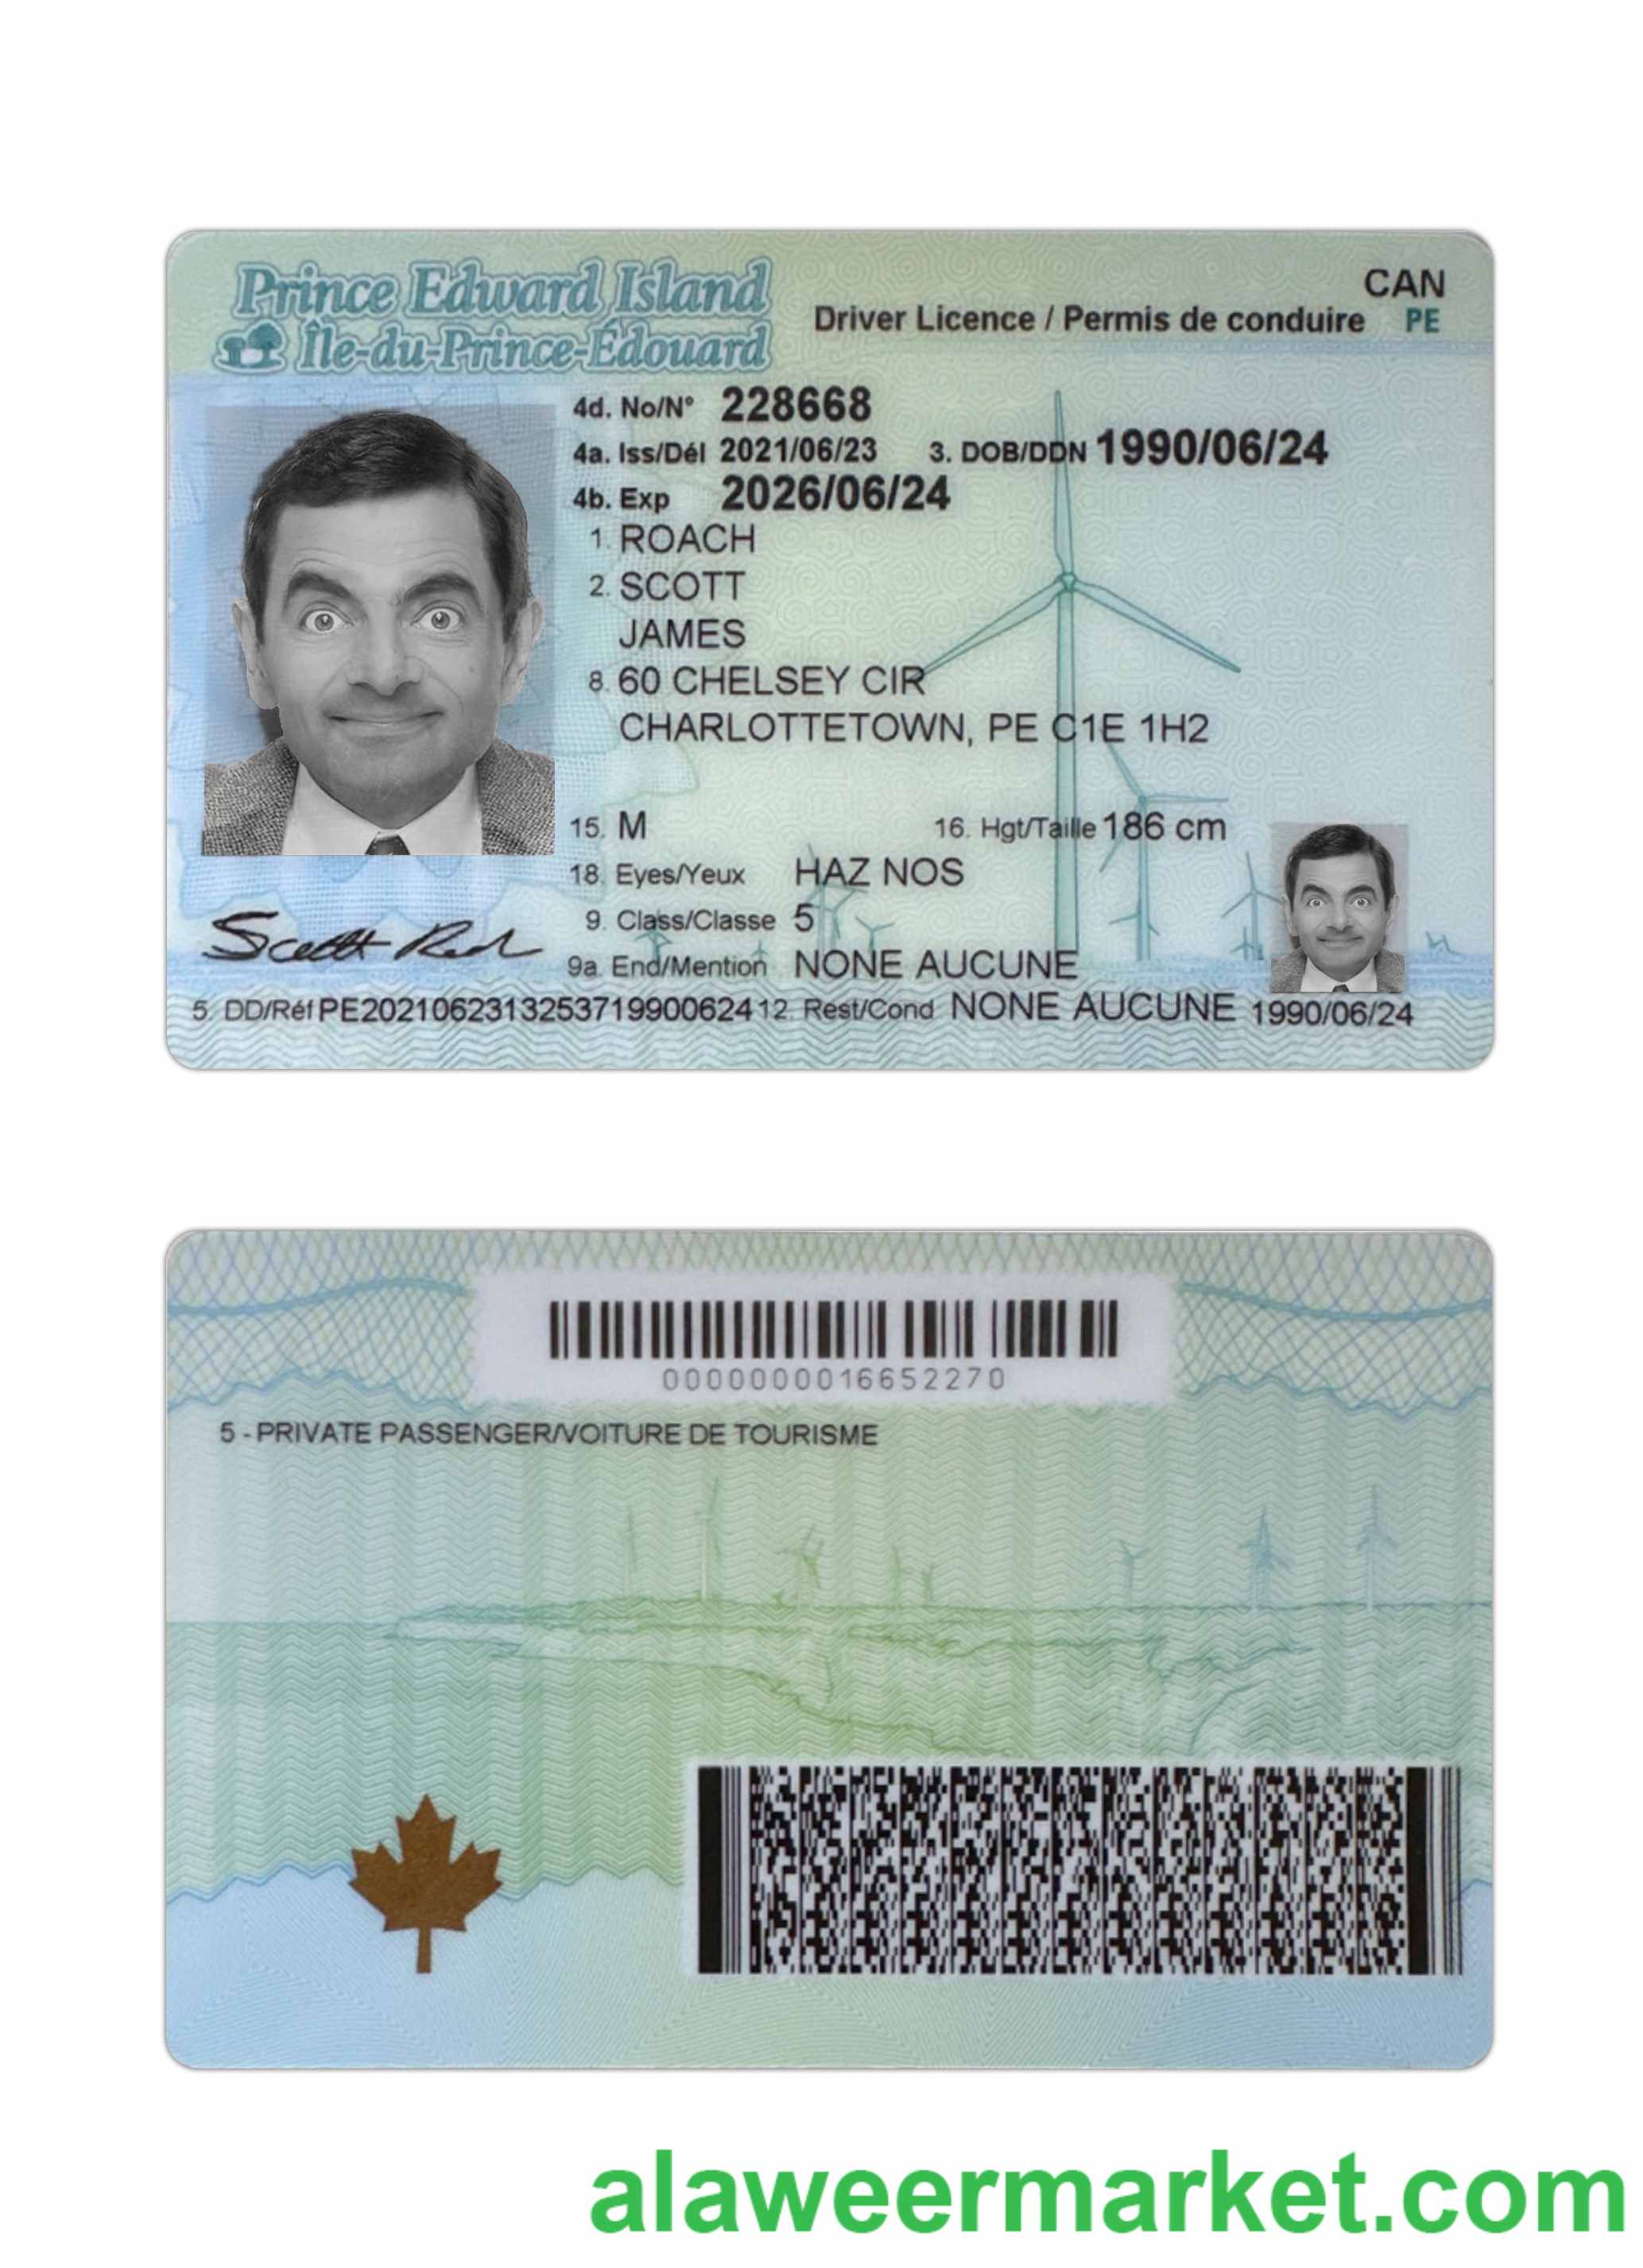 Prince Edward Island
Île-du-Prince-Édouard
Driver Licence / Permis de conduire
CAN
PE
4d. No/N° 228668
4a. Iss/Dél 2021/06/23 3. DOB/DDN 1990/06/24
4b. Exp 2026/06/24
1. ROACH
2. SCOTT
JAMES
8. 60 CHELSEY CIR
CHARLOTTETOWN, PE C1E 1H2
15. M 16. Hgt/Taille 186 cm
18. Eyes/Yeux HAZ NOS
9. Class/Classe 5
9a. End/Mention NONE AUCUNE
5. DD/Réf PE2021062313253719900624 12. Rest/Cond NONE AUCUNE 1990/06/24
0000000016652270
5 - PRIVATE PASSENGER/VOITURE DE TOURISME
alaweermarket.com